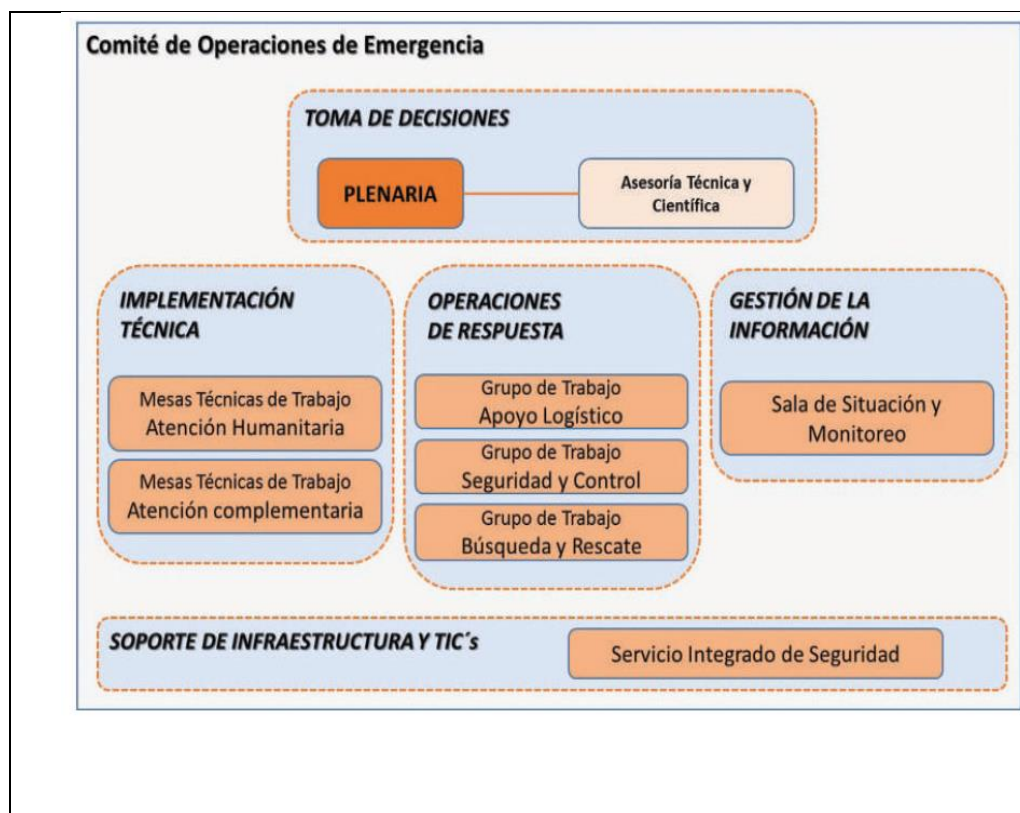 Comité de Operaciones de Emergencia
TOMA DE DECISIONES
PLENARIA
Asesoría Técnica y
Científica
IMPLEMENTACIÓN
TÉCNICA
Mesas Técnicas de Trabajo
Atención Humanitaria
Mesas Técnicas de Trabajo
Atención complementaria
OPERACIONES
DE RESPUESTA
Grupo de Trabajo
Apoyo Logístico
Grupo de Trabajo
Seguridad y Control
Grupo de Trabajo
Búsqueda y Rescate
GESTIÓN DE LA
INFORMACIÓN
Sala de Situación y
Monitoreo
SOPORTE DE INFRAESTRUCTURA Y TIC´s
Servicio Integrado de Seguridad